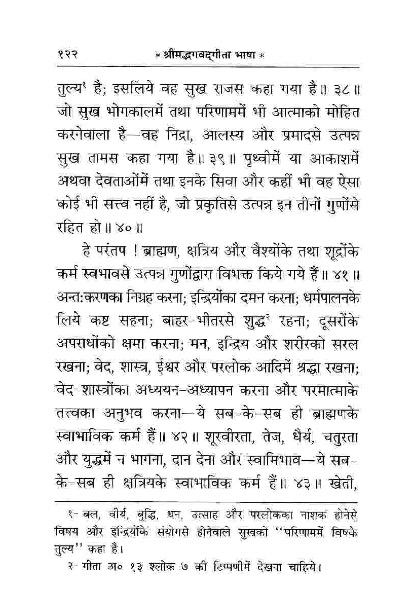 १२२ * श्रीमद्भगवद्गीता भाषा *
तुल्य¹ है; इसलिये वह सुख राजस कहा गया है॥ ३८॥
जो सुख भोगकालमें तथा परिणाममें भी आत्माको मोहित
करनेवाला है—वह निद्रा, आलस्य और प्रमादसे उत्पन्न
सुख तामस कहा गया है॥ ३९॥ पृथ्वीमें या आकाशमें
अथवा देवताओंमें तथा इनके सिवा और कहीं भी वह ऐसा
कोई भी सत्त्व नहीं है, जो प्रकृतिसे उत्पन्न इन तीनों गुणोंसे
रहित हो॥ ४०॥
हे परंतप ! ब्राह्मण, क्षत्रिय और वैश्योंके तथा शूद्रोंके
कर्म स्वभावसे उत्पन्न गुणोंद्वारा विभक्त किये गये हैं॥ ४१॥
अन्तःकरणका निग्रह करना; इन्द्रियोंका दमन करना; धर्मपालनके
लिये कष्ट सहना; बाहर-भीतरसे शुद्ध² रहना; दूसरोंके
अपराधोंको क्षमा करना; मन, इन्द्रिय और शरीरको सरल
रखना; वेद, शास्त्र, ईश्वर और परलोक आदिमें श्रद्धा रखना;
वेद-शास्त्रोंका अध्ययन-अध्यापन करना और परमात्माके
तत्त्वका अनुभव करना—ये सब-के-सब ही ब्राह्मणके
स्वाभाविक कर्म हैं॥ ४२॥ शूरवीरता, तेज, धैर्य, चतुरता
और युद्धमें न भागना, दान देना और स्वामिभाव—ये सब-
के-सब ही क्षत्रियके स्वाभाविक कर्म हैं॥ ४३॥ खेती,
१- बल, वीर्य, बुद्धि, धन, उत्साह और परलोकका नाशक होनेसे
विषय और इन्द्रियोंके संयोगसे होनेवाले सुखको ''परिणाममें विषके
तुल्य'' कहा है।
२- गीता अ० १३ श्लोक ७ की टिप्पणीमें देखना चाहिये।